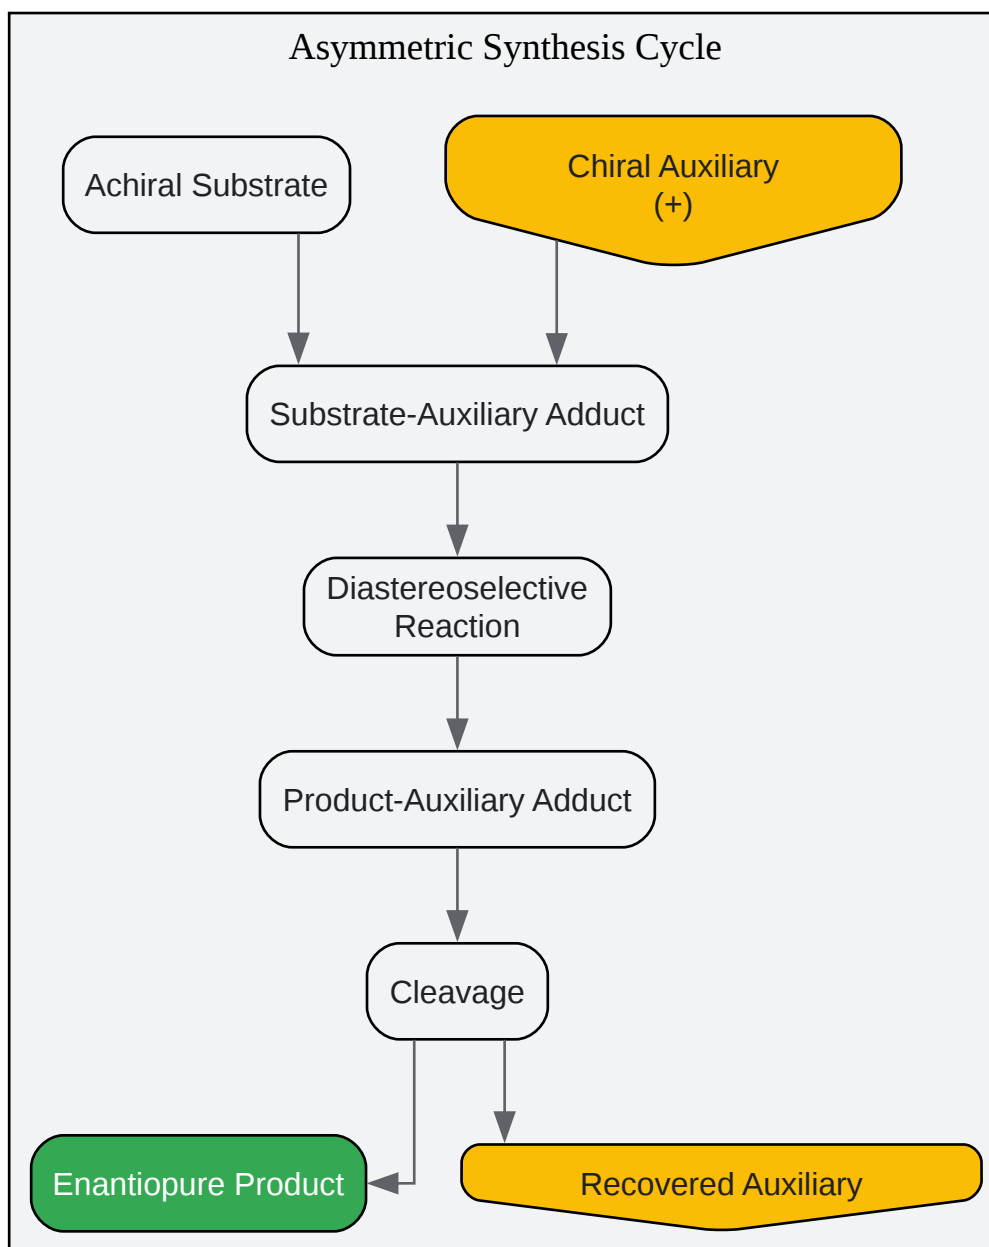 Asymmetric Synthesis Cycle
Achiral Substrate
Chiral Auxiliary
(+)
Substrate-Auxiliary Adduct
Diastereoselective
Reaction
Product-Auxiliary Adduct
Cleavage
Enantiopure Product
Recovered Auxiliary